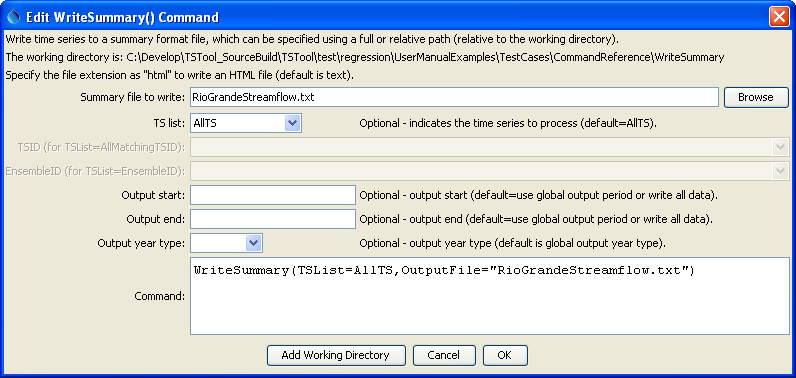 Edit WriteSummary() Command
Write time series to a summary format file, which can be specified using a full or relative path (relative to the working directory).
The working directory is: C:\Develop\TSTool_SourceBuild\TSTool\test\regression\UserManualExamples\TestCases\CommandReference\WriteSummary
Specify the file extension as "html" to write an HTML file (default is text).
Summary file to write: RioGrandeStreamflow.txt Browse
TS list: AllTS Optional - indicates the time series to process (default=AllTS).
TSID (for TSList=AllMatchingTSID):
EnsembleID (for TSList=EnsembleID):
Output start: Optional - output start (default=use global output period or write all data).
Output end: Optional - output end (default=use global output period or write all data).
Output year type: Optional - output year type (default is global output year type).
Command: WriteSummary(TSList=AllTS,OutputFile="RioGrandeStreamflow.txt")
Add Working Directory Cancel OK